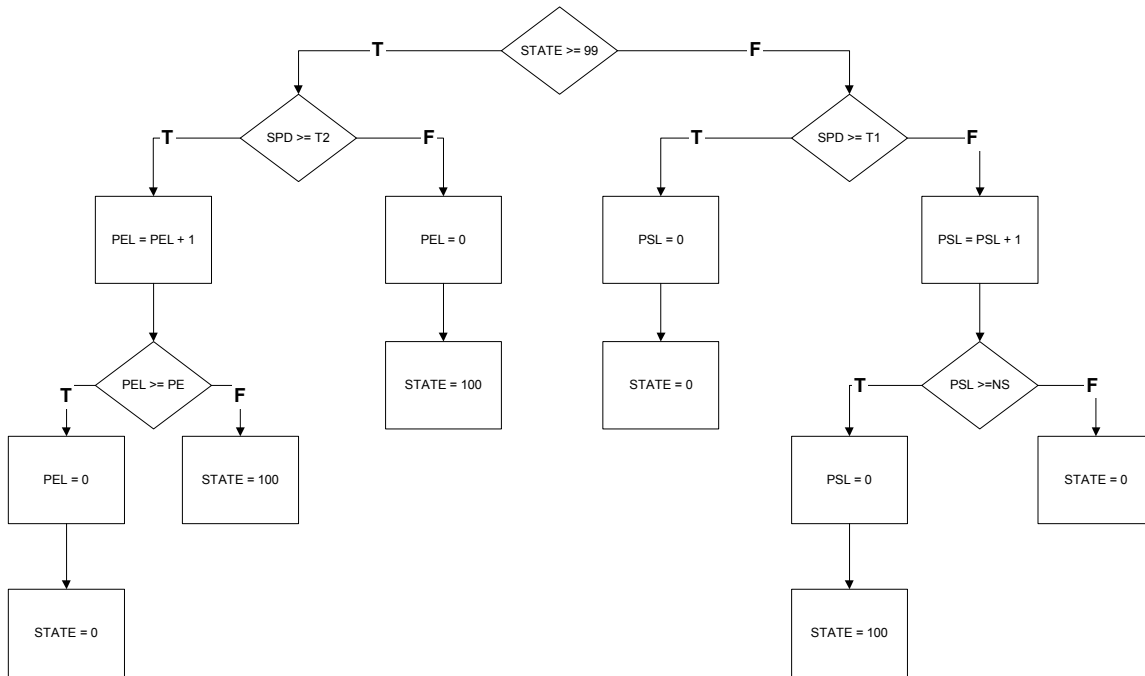 STATE >= 99
T
F
SPD >= T2
SPD >= T1
T
F
T
F
PEL = PEL + 1
PEL = 0
PSL = 0
PSL = PSL + 1
PEL >= PE
STATE = 100
STATE = 0
PSL >=NS
T
F
T
F
PEL = 0
STATE = 100
PSL = 0
STATE = 0
STATE = 0
STATE = 100